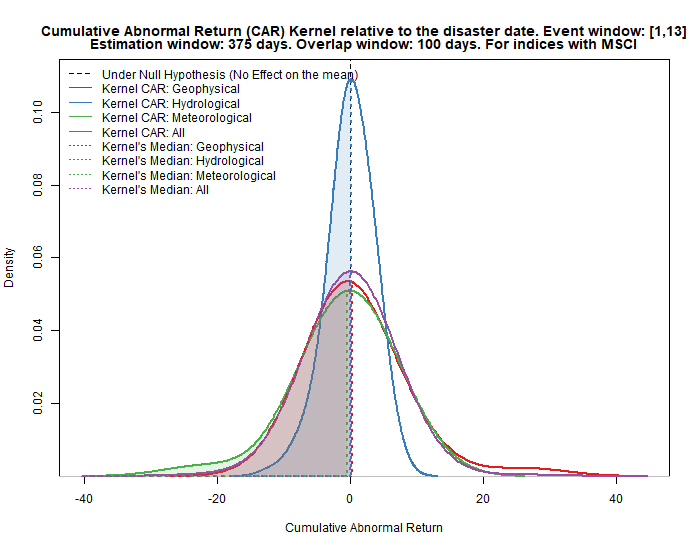 Cumulative Abnormal Return (CAR) Kernel relative to the disaster date. Event window: [1,13]
Estimation window: 375 days. Overlap window: 100 days. For indices with MSCI
Under Null Hypothesis (No Effect on the mean)
Kernel CAR: Geophysical
Kernel CAR: Hydrological
Kernel CAR: Meteorological
Kernel CAR: All
Kernel's Median: Geophysical
Kernel's Median: Hydrological
Kernel's Median: Meteorological
Kernel's Median: All
0.10
0.08
0.06
0.04
0.02
Density
-40
-20
0
20
40
Cumulative Abnormal Return